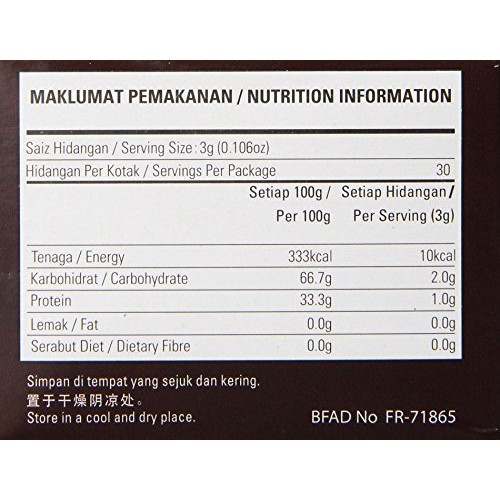 MAKLUMAT PEMAKANAN / NUTRITION INFORMATION
Saiz Hidangan / Serving Size : 3g (0.106oz)
Hidangan Per Kotak / Servings Per Package 30
Setiap 100g / Setiap Hidangan /
Per 100g Per Serving (3g)
Tenaga / Energy 333kcal 10kcal
Karbohidrat / Carbohydrate 66.7g 2.0g
Protein 33.3g 1.0g
Lemak / Fat 0.0g 0.0g
Serabut Diet / Dietary Fibre 0.0g 0.0g
Simpan di tempat yang sejuk dan kering.
置于干燥阴凉处。
Store in a cool and dry place. BFAD No FR-71865